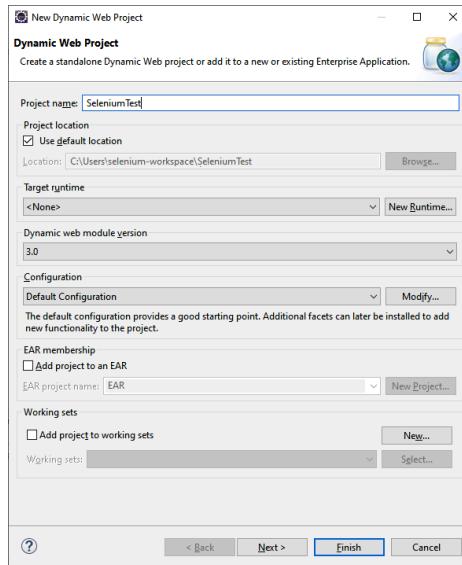 New Dynamic Web Project
Dynamic Web Project
Create a standalone Dynamic Web project or add it to a new or existing Enterprise Application.
Project name: SeleniumTest
Project location
Use default location
Location: C:\Users\selenium-workspace\SeleniumTest Browse...
Target runtime
<None> New Runtime...
Dynamic web module version
3.0
Configuration
Default Configuration Modify...
The default configuration provides a good starting point. Additional facets can later be installed to add
new functionality to the project.
EAR membership
Add project to an EAR
EAR project name: EAR New Project...
Working sets
Add project to working sets New...
Working sets: Select...
? < Back Next > Finish Cancel